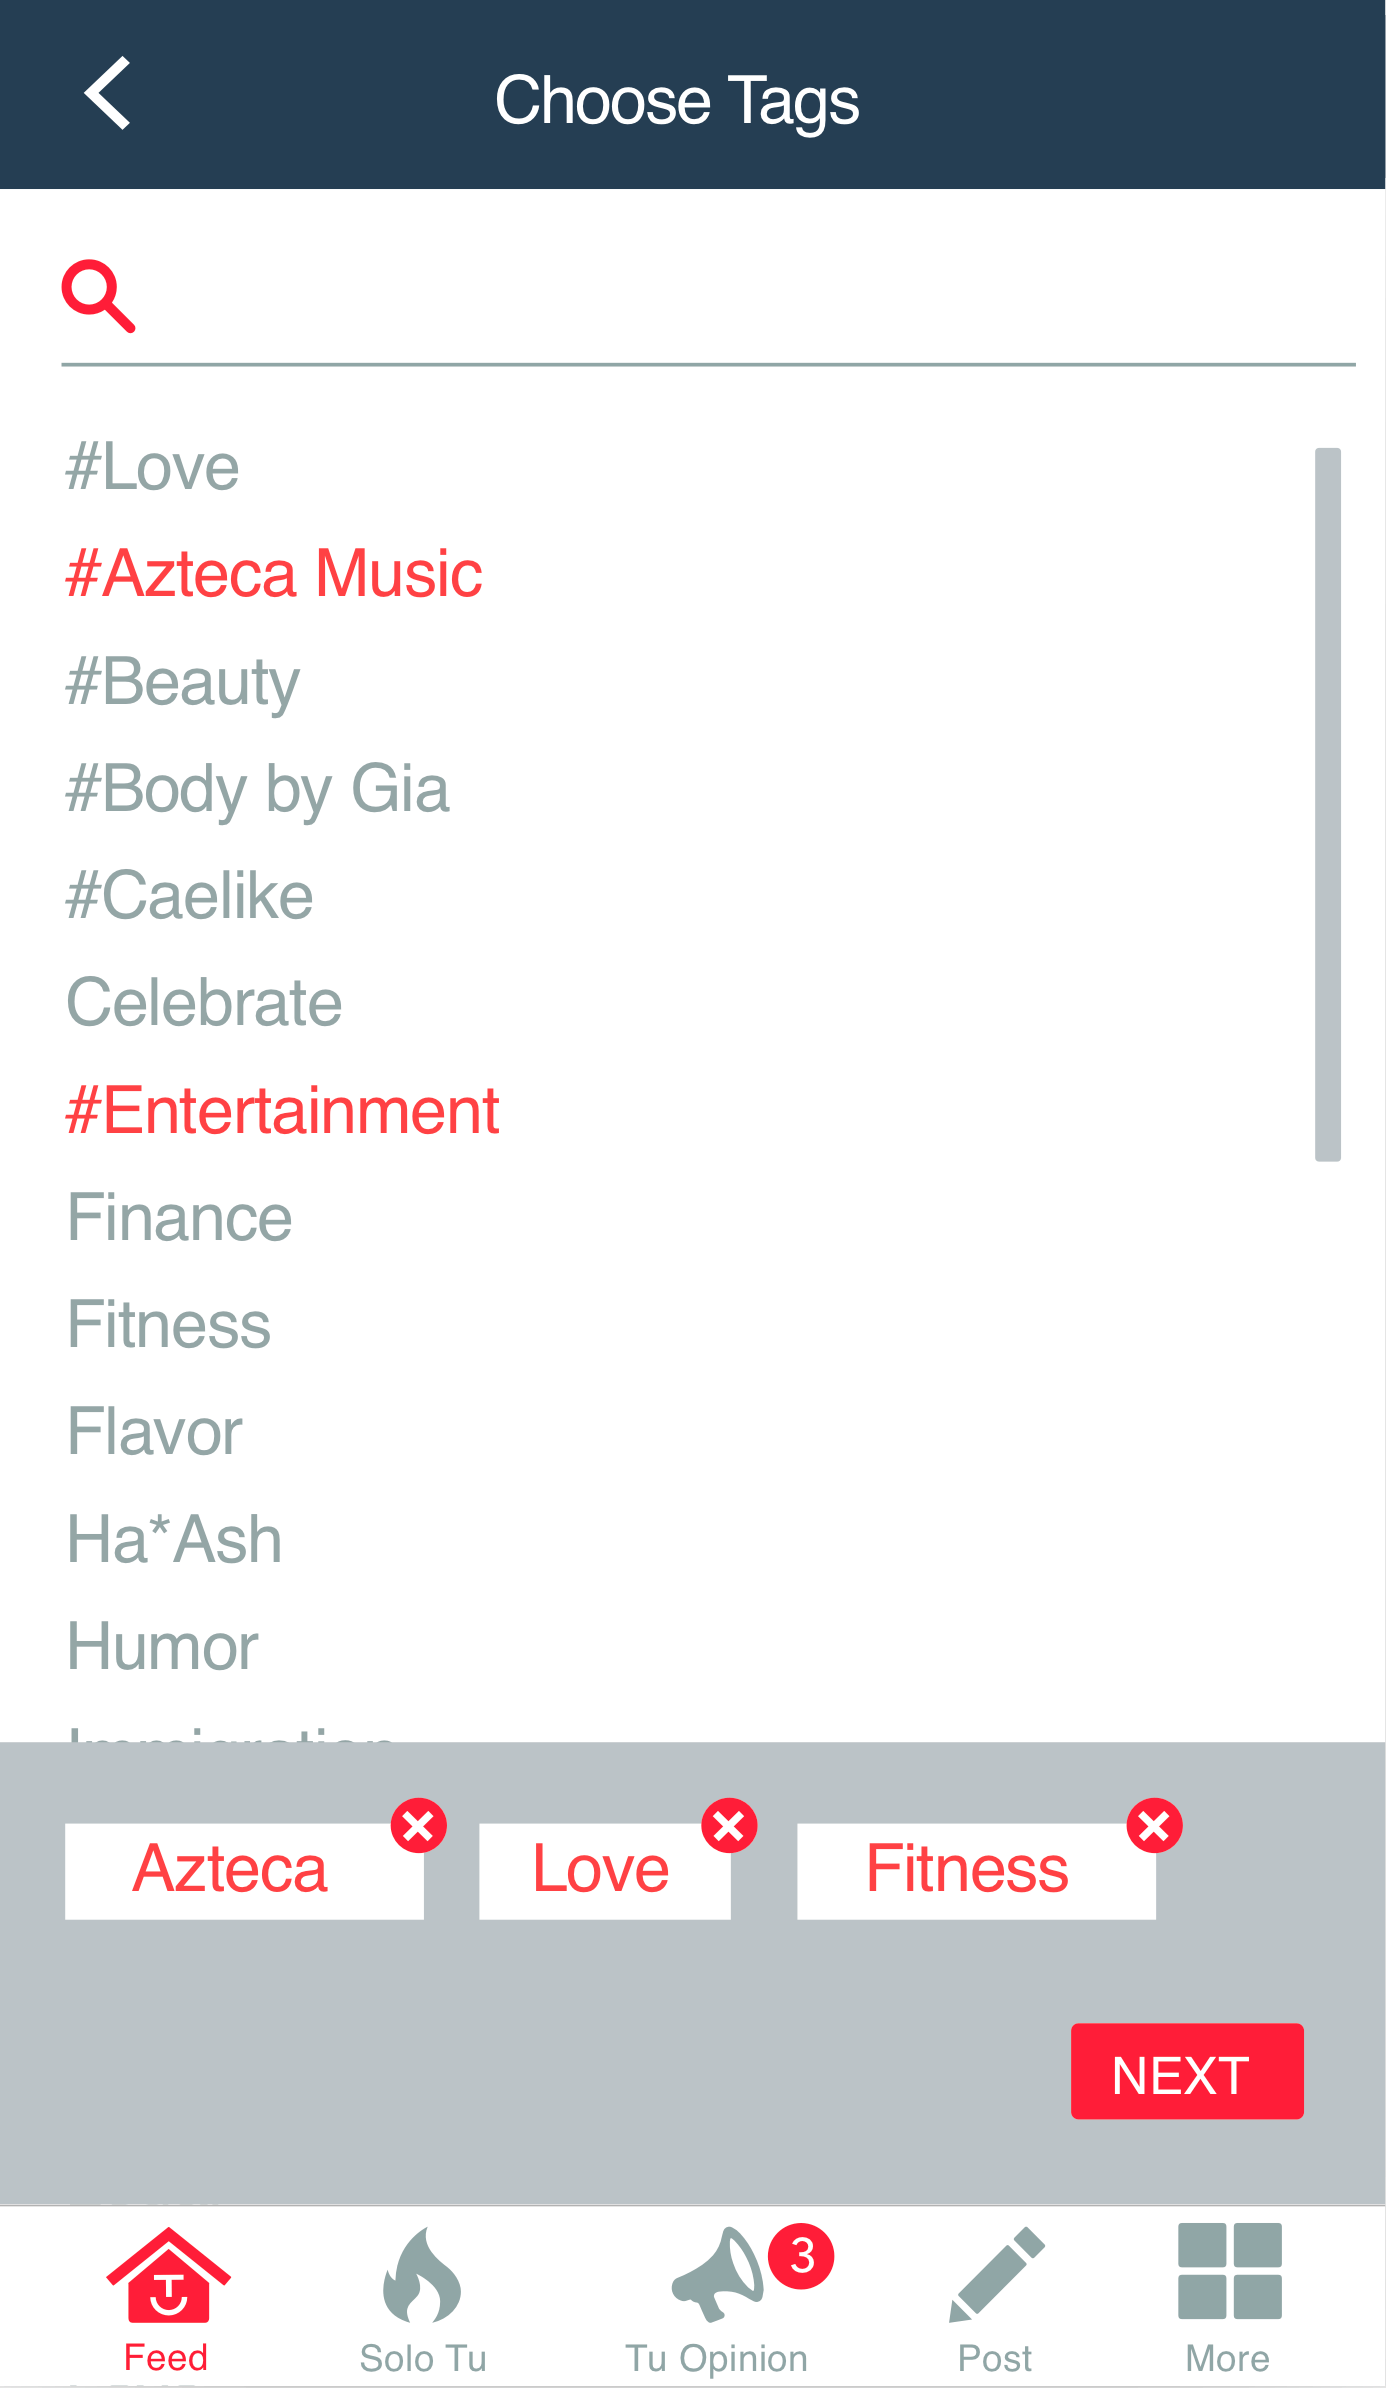 Choose Tags
#Love
#Azteca Music
#Beauty
#Body by Gia
#Caelike
Celebrate
#Entertainment
Finance
Fitness
Flavor
Ha*Ash
Humor
Immigration
Azteca Love Fitness
NEXT
3
Feed Solo Tu Tu Opinion Post More